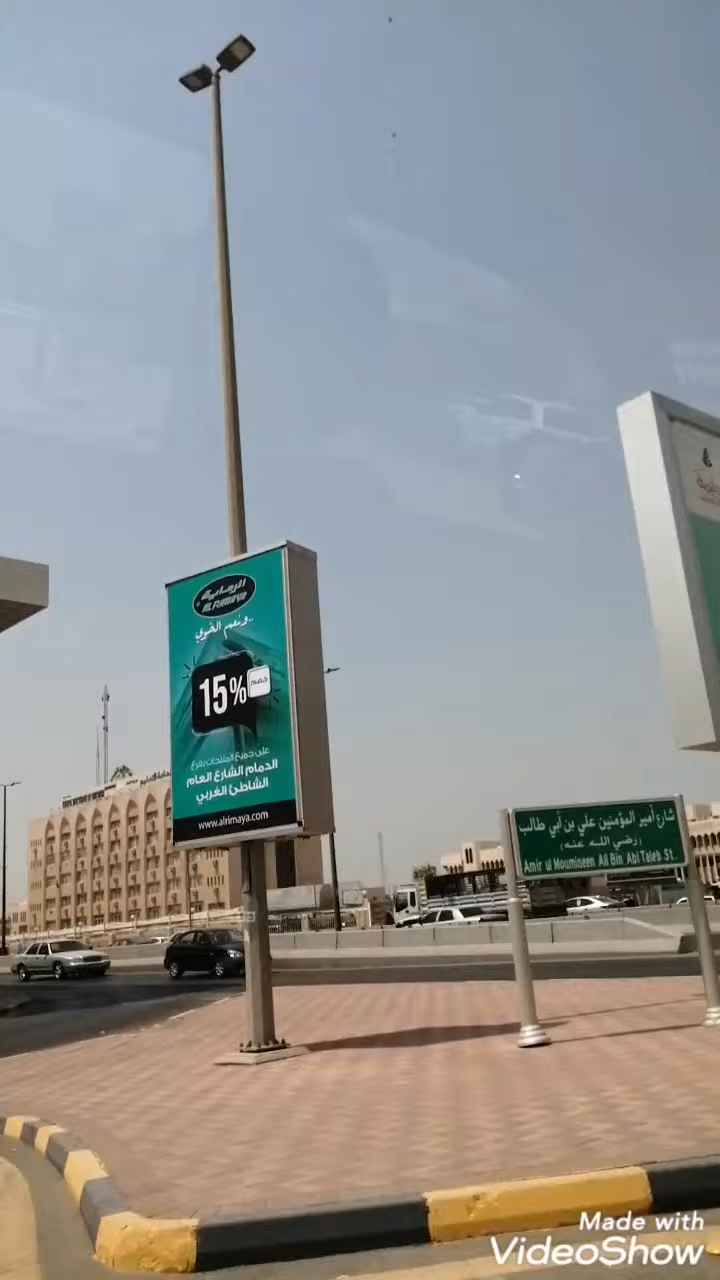 الرماية
ALRIMAYA
..ونعم الخوي
15%
خصم
على جميع المنتجات بفرع
الدمام الشارع العام
الشاطئ الغربي
www.alrimaya.com
شارع أمير المؤمنين علي بن أبي طالب
(رضي اللـه عنه)
Amir ul Moumineen Ali Bin Abi Taleb St.
Made with
VideoShow